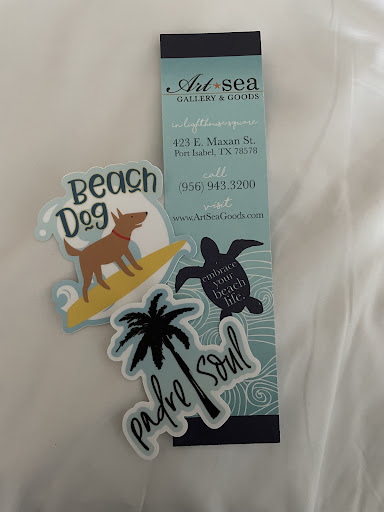 Art★sea
GALLERY & GOODS
in lighthouse square
423 E. Maxan St.
Port Isabel, TX 78578
call
(956) 943.3200
visit
www.ArtSeaGoods.com
embrace
your
beach
life.
Beach
Dog
padre soul